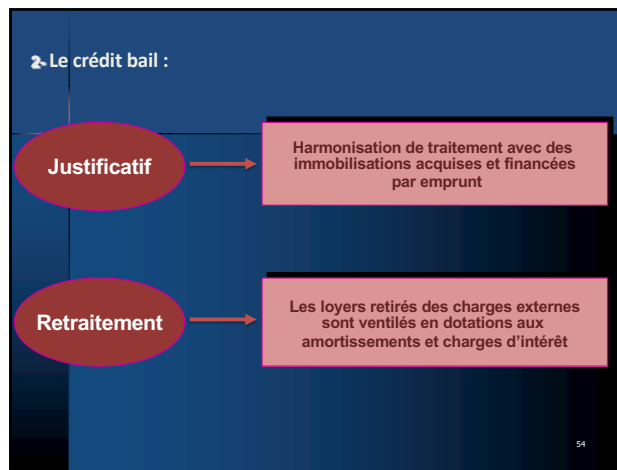 2- Le crédit bail :
Justificatif
Harmonisation de traitement avec des
immobilisations acquises et financées
par emprunt
Retraitement
Les loyers retirés des charges externes
sont ventilés en dotations aux
amortissements et charges d'intérêt
54